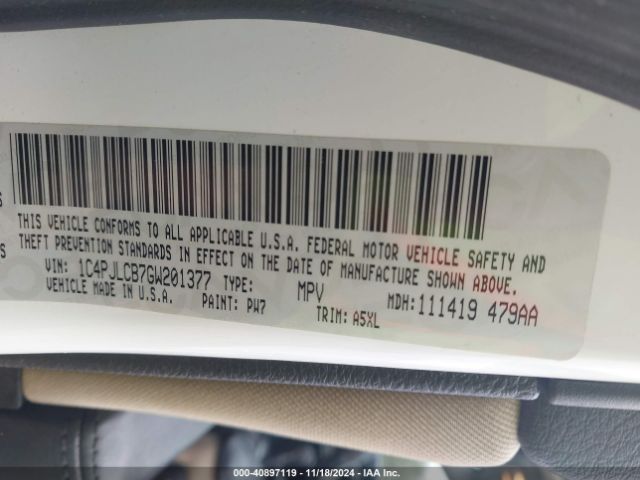 THIS VEHICLE CONFORMS TO ALL APPLICABLE U.S.A. FEDERAL MOTOR VEHICLE SAFETY AND
THEFT PREVENTION STANDARDS IN EFFECT ON THE DATE OF MANUFACTURE SHOWN ABOVE.
VIN: 1C4PJLCB7GW201377 TYPE: MPV MDH:111419 479AA
VEHICLE MADE IN U.S.A. PAINT: PW7 TRIM: A5XL
000-40897119 - 11/18/2024 - IAA Inc.